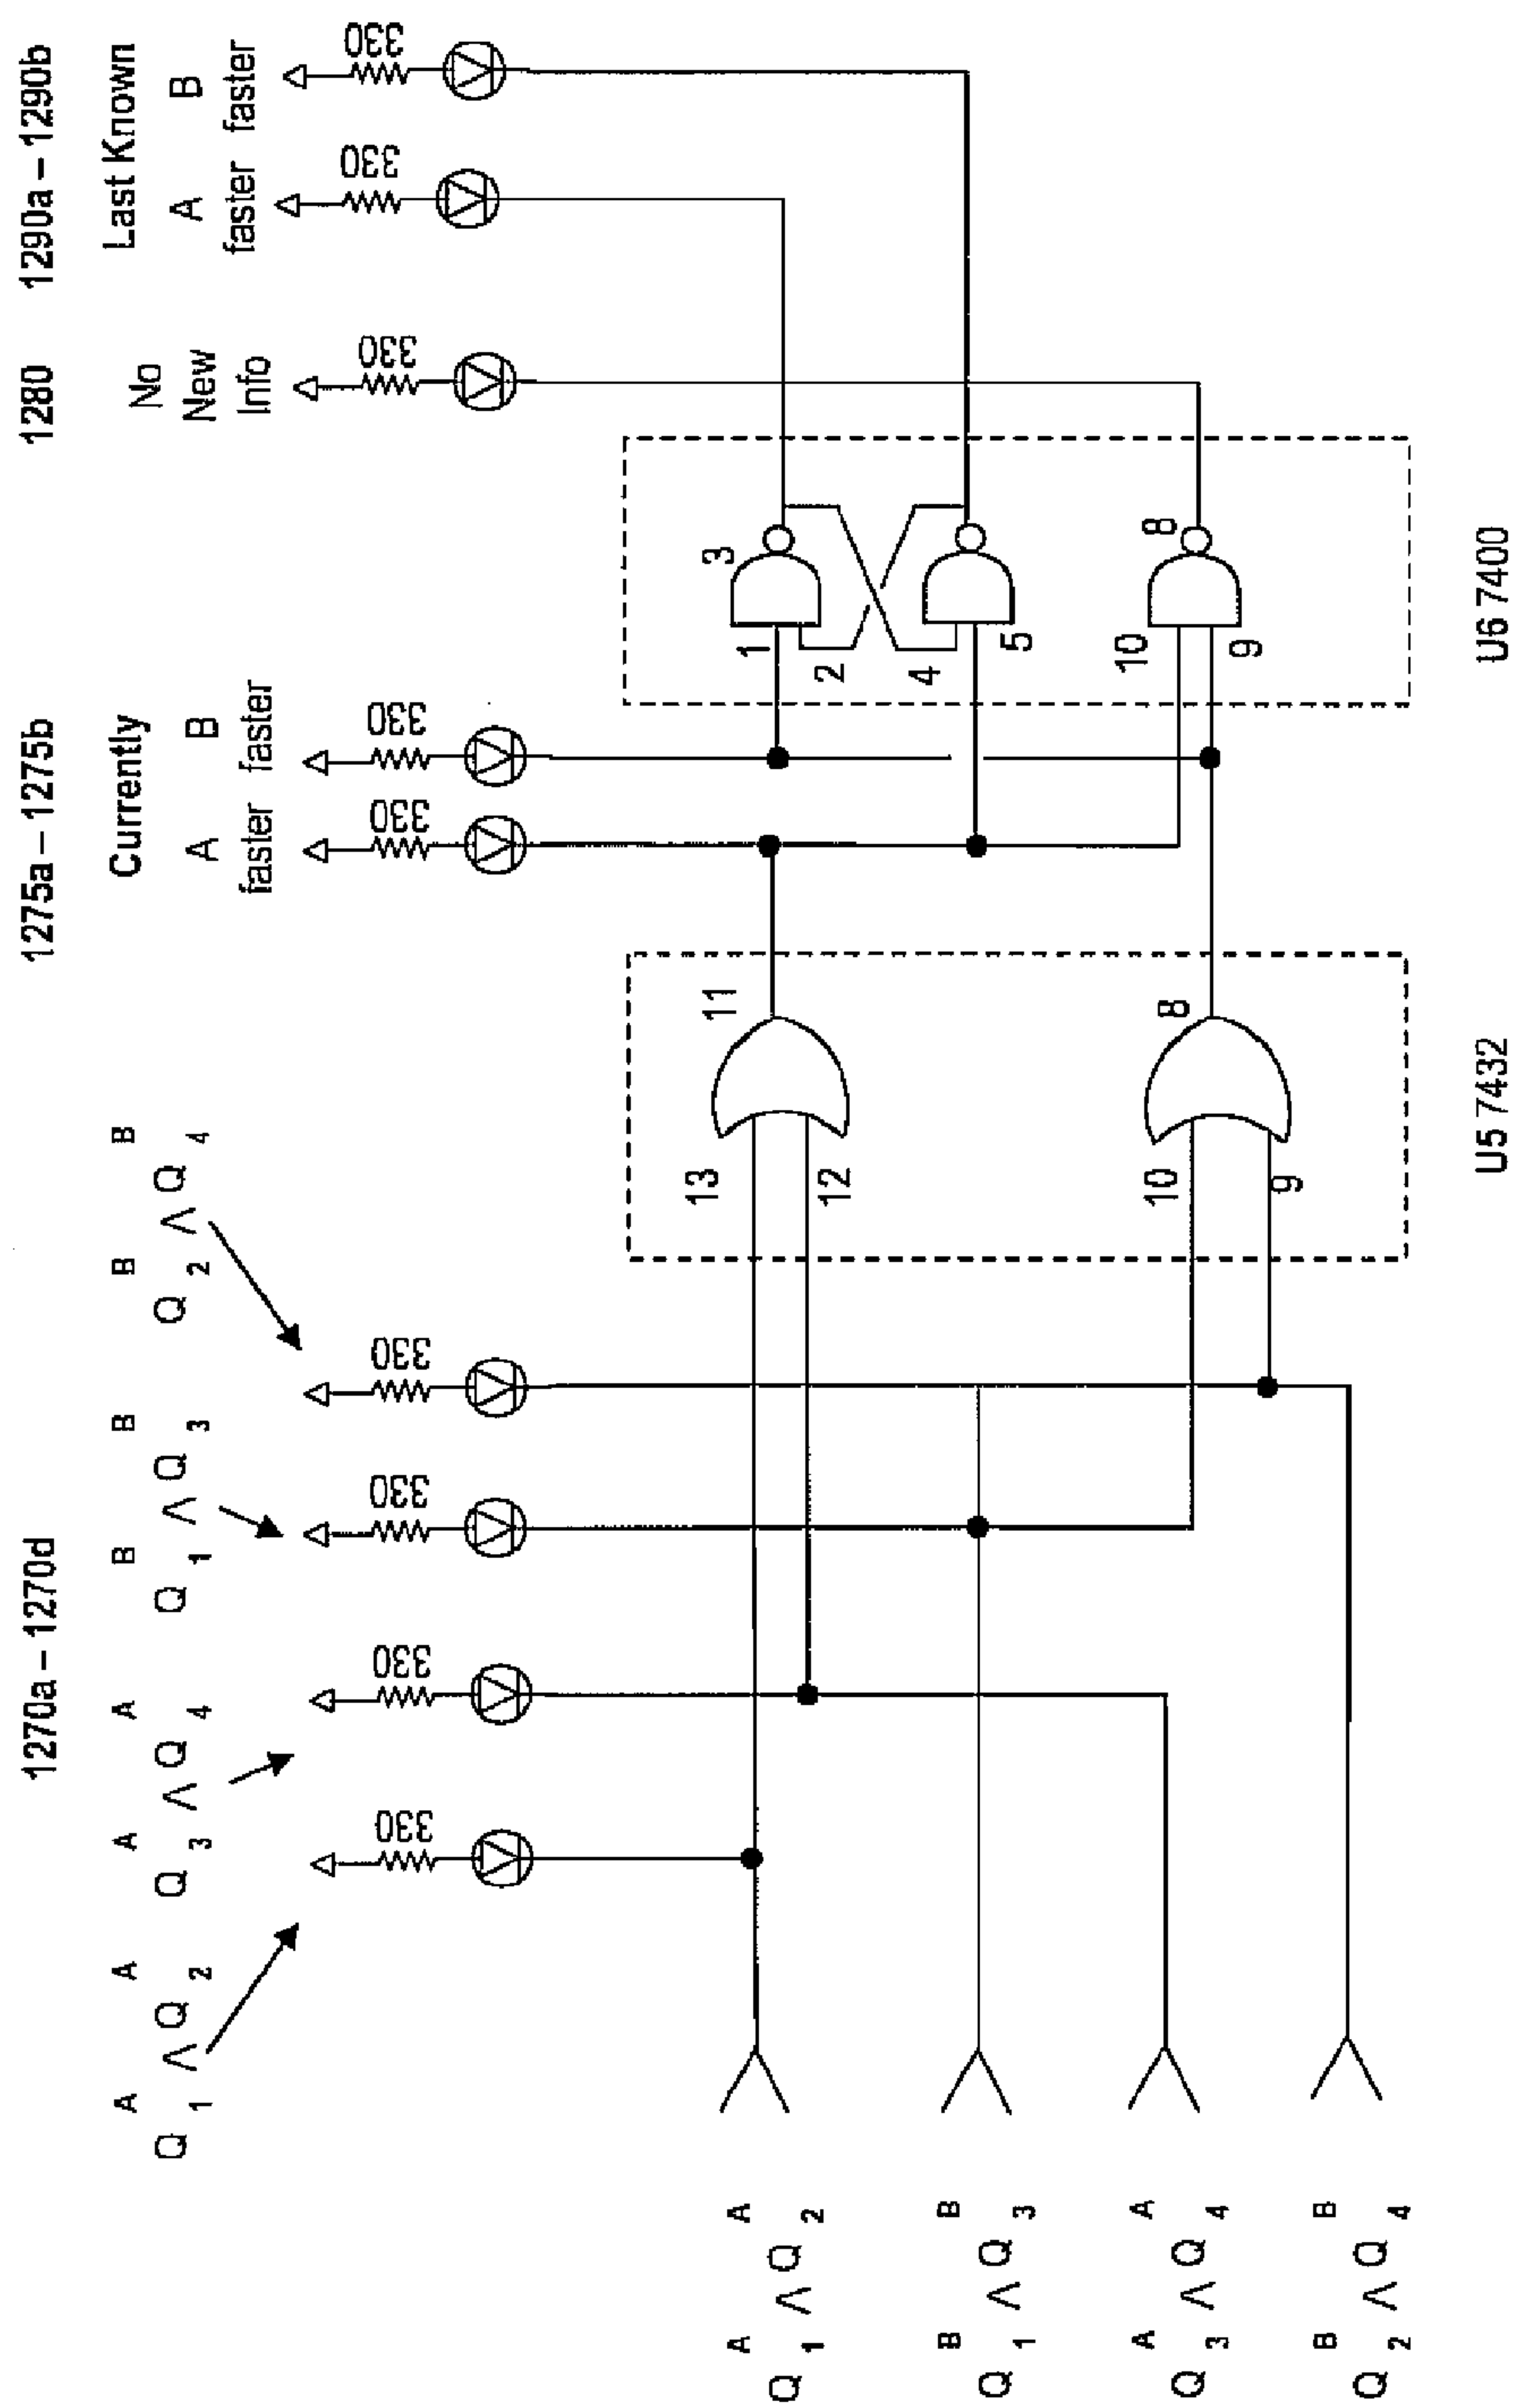 1270a – 1270d
1275a – 1275b
1280
1290a – 1290b
Q₁ᴬ ∧ Q₂ᴬ
Q₃ᴬ ∧ Q₄ᴬ
Q₁ᴮ ∧ Q₃ᴮ
Q₂ᴮ ∧ Q₄ᴮ
Currently
A B
faster faster
No
New
Info
Last Known
A B
faster faster
330
330
330
330
330
330
330
330
330
13
12
11
10
9
8
1
2
3
4
5
10
9
8
Q₁ᴬ ∧ Q₂ᴬ
Q₁ᴮ ∧ Q₃ᴮ
Q₃ᴬ ∧ Q₄ᴬ
Q₂ᴮ ∧ Q₄ᴮ
U5 7432
U6 7400